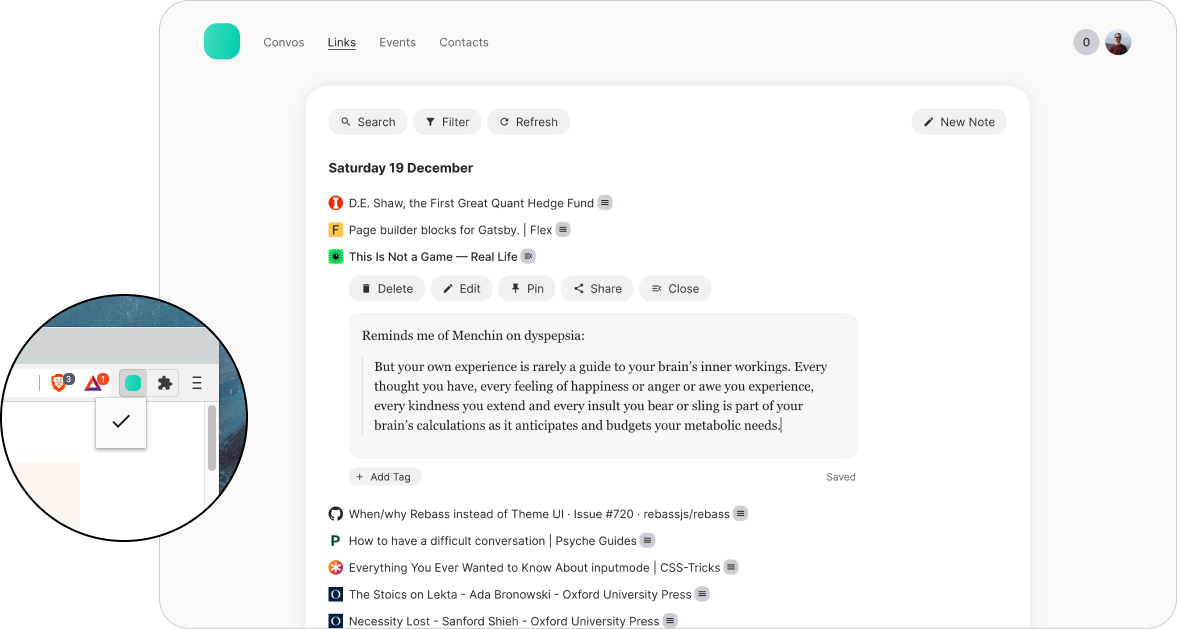 Convos Links Events Contacts 0
Search Filter Refresh New Note
Saturday 19 December
D.E. Shaw, the First Great Quant Hedge Fund
F Page builder blocks for Gatsby. | Flex
This Is Not a Game — Real Life
Delete Edit Pin Share Close
Reminds me of Menchin on dyspepsia:
But your own experience is rarely a guide to your brain’s inner workings. Every
thought you have, every feeling of happiness or anger or awe you experience,
every kindness you extend and every insult you bear or sling is part of your
brain’s calculations as it anticipates and budgets your metabolic needs.
3 1
+ Add Tag Saved
When/why Rebass instead of Theme UI · Issue #720 · rebassjs/rebass
P How to have a difficult conversation | Psyche Guides
Everything You Ever Wanted to Know About inputmode | CSS-Tricks
O The Stoics on Lekta - Ada Bronowski - Oxford University Press
O Necessity Lost - Sanford Shieh - Oxford University Press